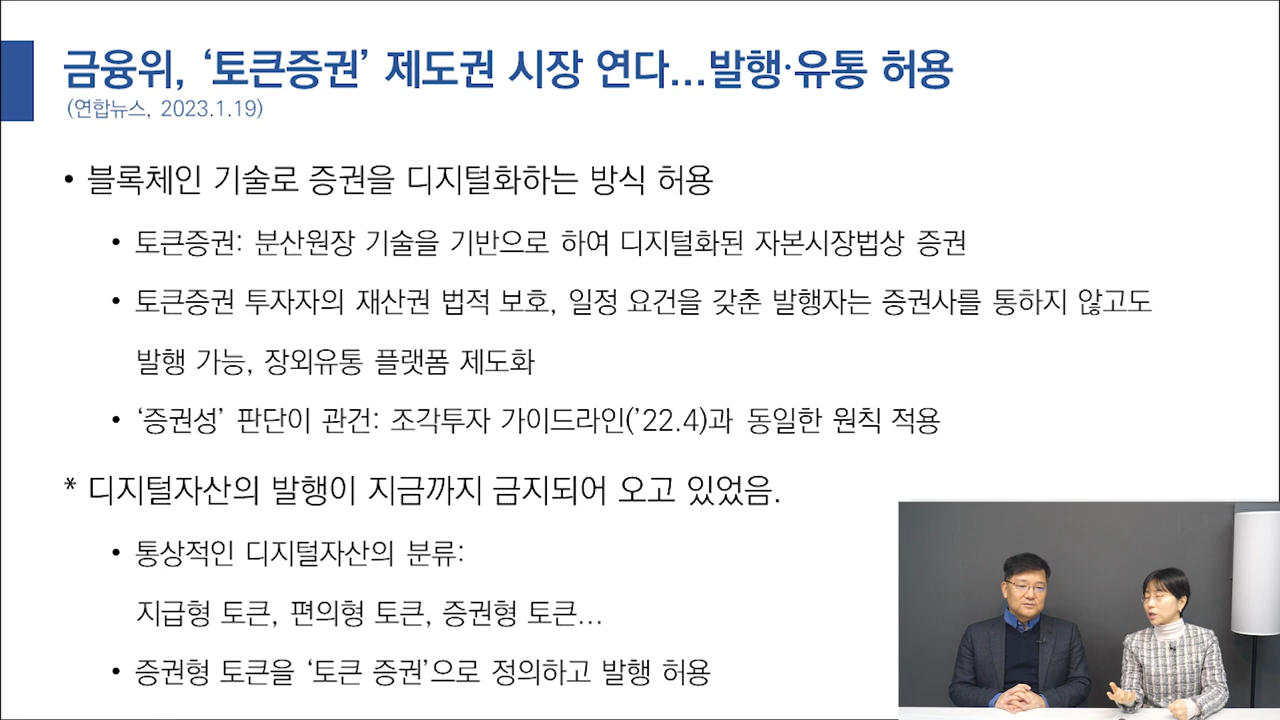 금융위, ‘토큰증권’ 제도권 시장 연다...발행·유통 허용
(연합뉴스, 2023.1.19)
• 블록체인 기술로 증권을 디지털화하는 방식 허용
• 토큰증권: 분산원장 기술을 기반으로 하여 디지털화된 자본시장법상 증권
• 토큰증권 투자자의 재산권 법적 보호, 일정 요건을 갖춘 발행자는 증권사를 통하지 않고도
발행 가능, 장외유통 플랫폼 제도화
• ‘증권성’ 판단이 관건: 조각투자 가이드라인(’22.4)과 동일한 원칙 적용
* 디지털자산의 발행이 지금까지 금지되어 오고 있었음.
• 통상적인 디지털자산의 분류:
지급형 토큰, 편의형 토큰, 증권형 토큰...
• 증권형 토큰을 ‘토큰 증권’으로 정의하고 발행 허용